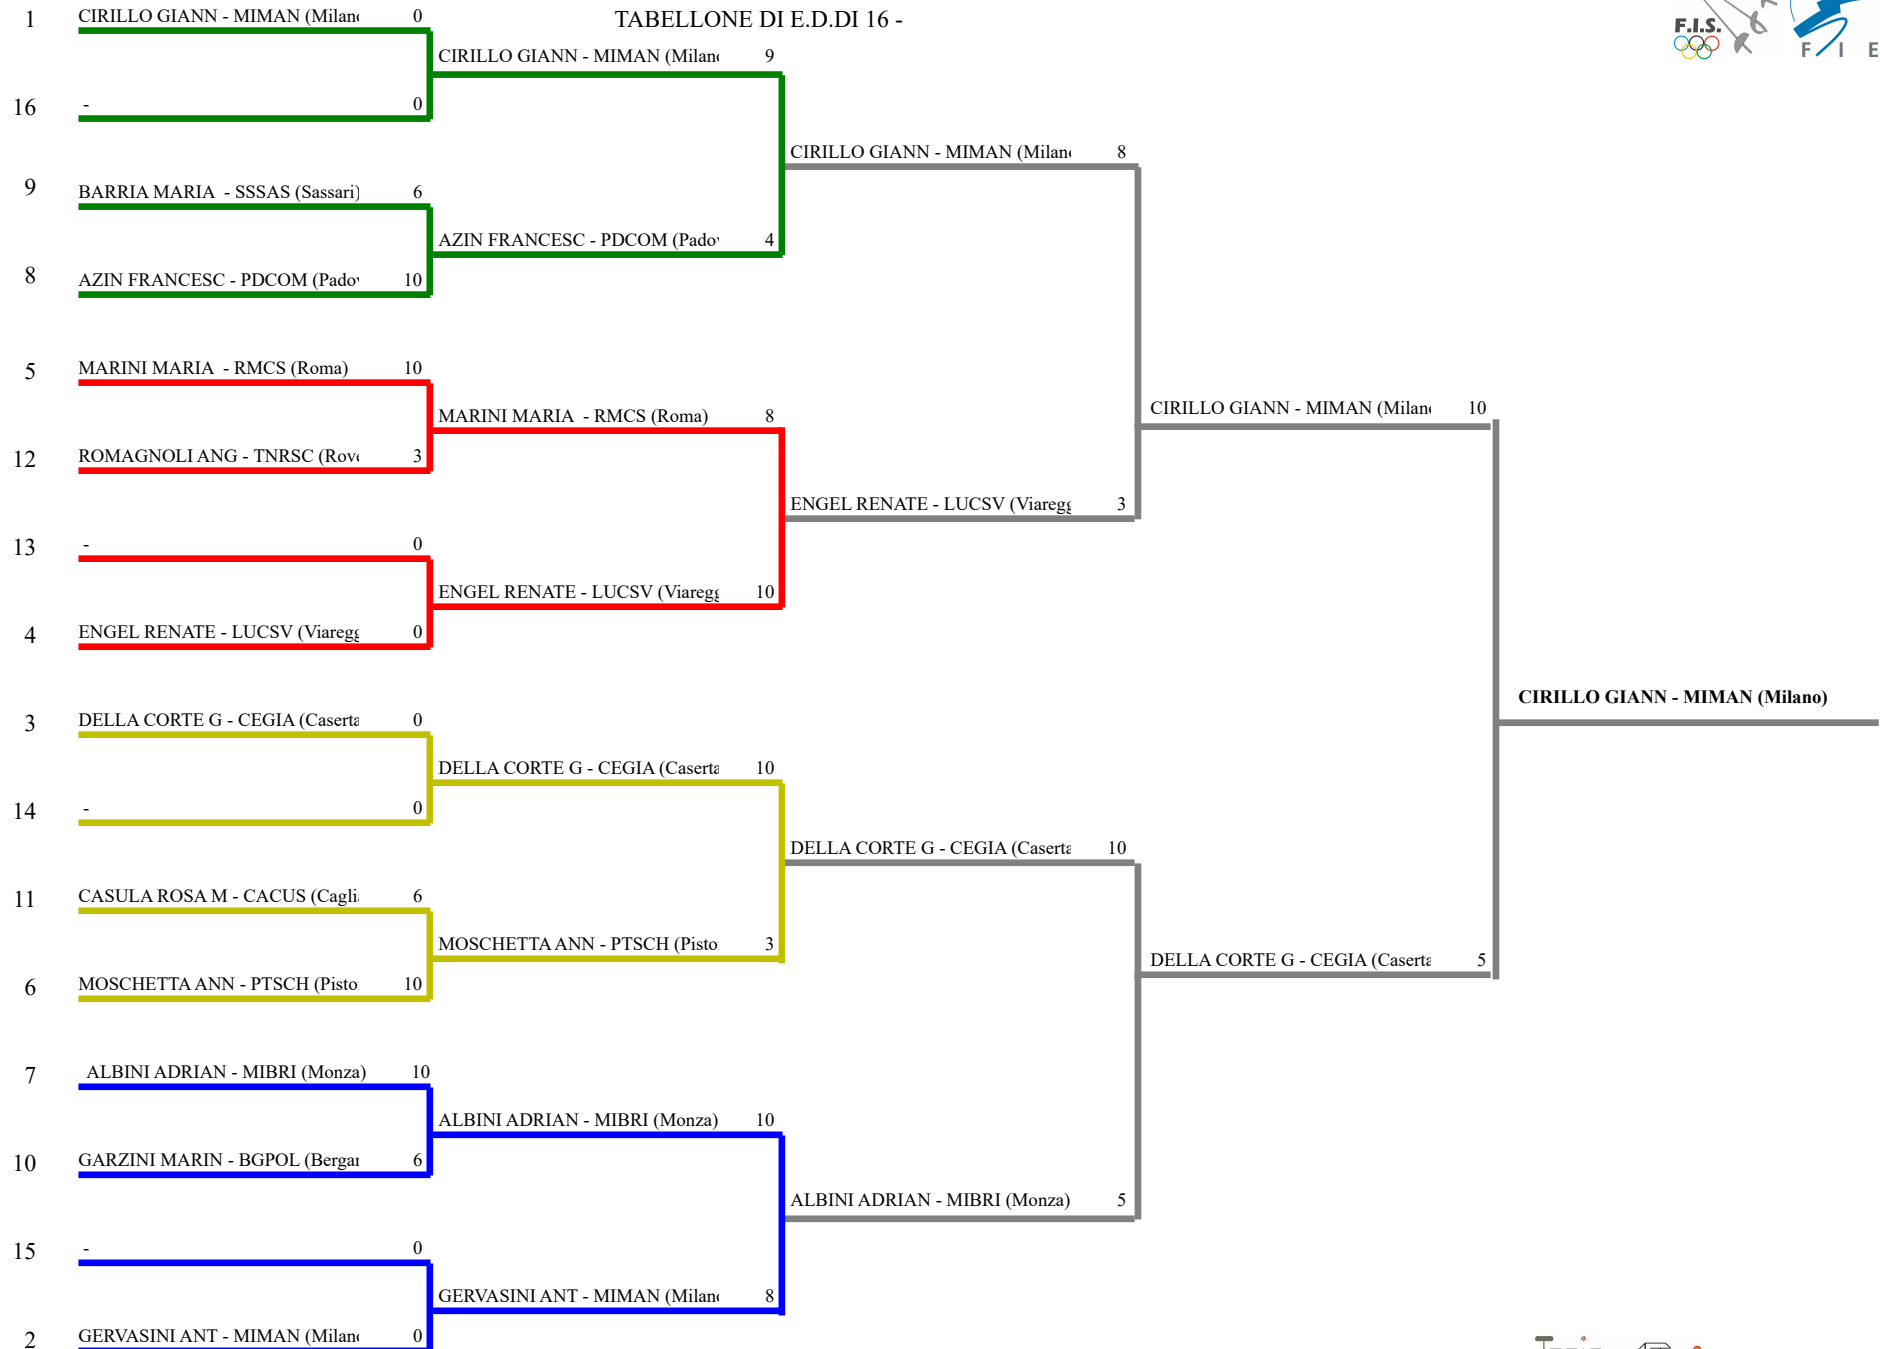 TABELLONE DI E.D.DI 16 -
F.I.S.
F I E
1 CIRILLO GIANN - MIMAN (Milan 0
CIRILLO GIANN - MIMAN (Milan 9
16 - 0
CIRILLO GIANN - MIMAN (Milan 8
9 BARRIA MARIA - SSSAS (Sassari) 6
AZIN FRANCESC - PDCOM (Pado 4
8 AZIN FRANCESC - PDCOM (Pado 10
5 MARINI MARIA - RMCS (Roma) 10
CIRILLO GIANN - MIMAN (Milan 10
MARINI MARIA - RMCS (Roma) 8
12 ROMAGNOLI ANG - TNRSC (Rov 3
ENGEL RENATE - LUCSV (Viareg 3
13 - 0
ENGEL RENATE - LUCSV (Viareg 10
4 ENGEL RENATE - LUCSV (Viareg 0
CIRILLO GIANN - MIMAN (Milano)
3 DELLA CORTE G - CEGIA (Caserta 0
DELLA CORTE G - CEGIA (Caserta 10
14 - 0
DELLA CORTE G - CEGIA (Caserta 10
11 CASULA ROSA M - CACUS (Cagli 6
MOSCHETTA ANN - PTSCH (Pisto 3
DELLA CORTE G - CEGIA (Caserta 5
6 MOSCHETTA ANN - PTSCH (Pisto 10
7 ALBINI ADRIAN - MIBRI (Monza) 10
ALBINI ADRIAN - MIBRI (Monza) 10
10 GARZINI MARIN - BGPOL (Berga 6
ALBINI ADRIAN - MIBRI (Monza) 5
15 - 0
GERVASINI ANT - MIMAN (Milan 8
2 GERVASINI ANT - MIMAN (Milan 0